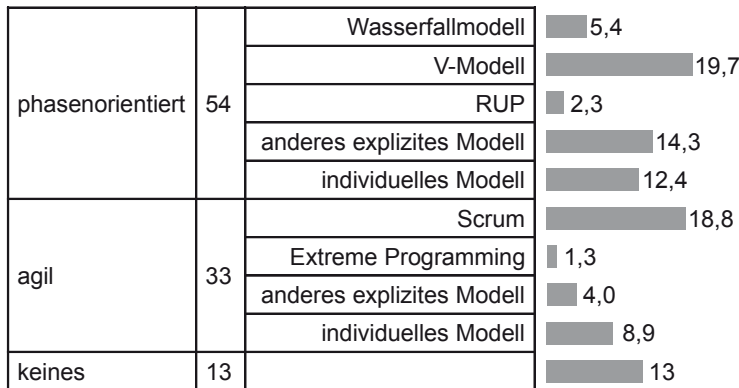 Wasserfallmodell 5,4
V-Modell 19,7
phasenorientiert 54 RUP 2,3
anderes explizites Modell 14,3
individuelles Modell 12,4
Scrum 18,8
Extreme Programming 1,3
agil 33
anderes explizites Modell 4,0
individuelles Modell 8,9
keines 13 13